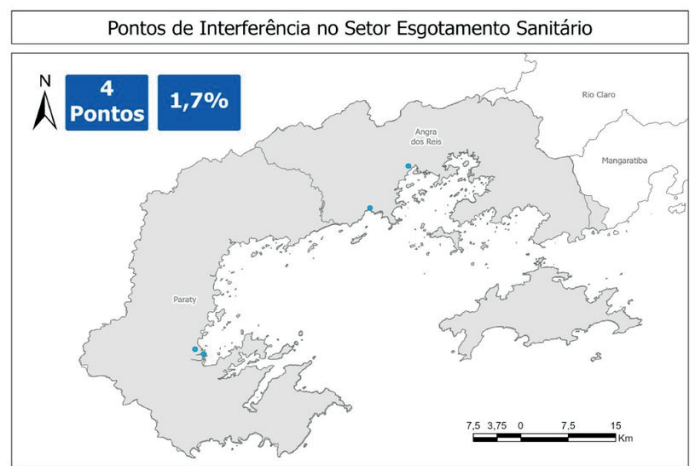 Pontos de Interferência no Setor Esgotamento Sanitário
N
4
Pontos
1,7%
Rio Claro
Angra
dos Reis
Mangaratiba
Paraty
7,5 3,75 0 7,5 15
Km